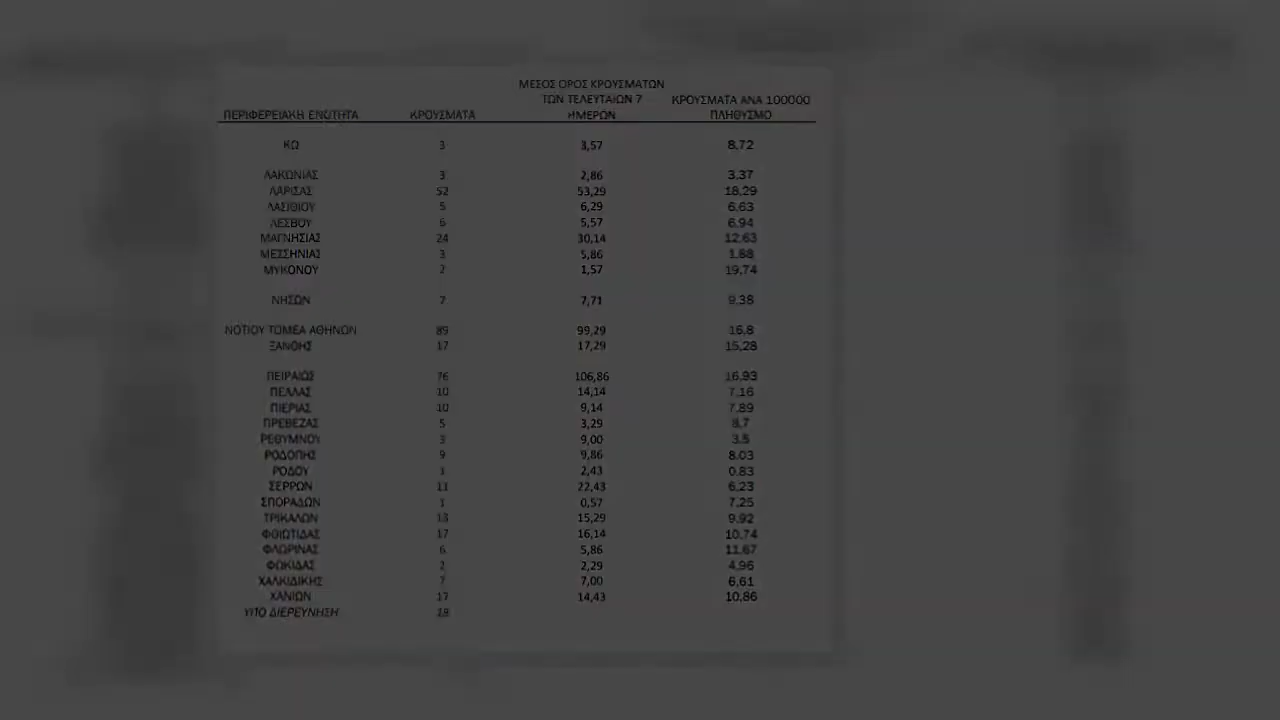 ΜΕΣΟΣ ΟΡΟΣ ΚΡΟΥΣΜΑΤΩΝ
ΤΩΝ ΤΕΛΕΥΤΑΙΩΝ 7 ΚΡΟΥΣΜΑΤΑ ΑΝΑ 100000
ΠΕΡΙΦΕΡΕΙΑΚΗ ΕΝΟΤΗΤΑ ΚΡΟΥΣΜΑΤΑ ΗΜΕΡΩΝ ΠΛΗΘΥΣΜΟ
ΚΩ 3 3,57 8.72
ΛΑΚΩΝΙΑΣ 3 2,86 3.37
ΛΑΡΙΣΑΣ 52 53,29 18.29
ΛΑΣΙΘΙΟΥ 5 6,29 6.63
ΛΕΣΒΟΥ 6 5,57 6.94
ΜΑΓΝΗΣΙΑΣ 24 30,14 12.63
ΜΕΣΣΗΝΙΑΣ 3 5,86 1.88
ΜΥΚΟΝΟΥ 2 1,57 19.74
ΝΗΣΩΝ 7 7,71 9.38
ΝΟΤΙΟΥ ΤΟΜΕΑ ΑΘΗΝΩΝ 89 99,29 16.8
ΞΑΝΘΗΣ 17 17,29 15.28
ΠΕΙΡΑΙΩΣ 76 106,86 16.93
ΠΕΛΛΑΣ 10 14,14 7.16
ΠΙΕΡΙΑΣ 10 9,14 7.89
ΠΡΕΒΕΖΑΣ 5 3,29 8.7
ΡΕΘΥΜΝΟΥ 3 9,00 3.5
ΡΟΔΟΠΗΣ 9 9,86 8.03
ΡΟΔΟΥ 1 2,43 0.83
ΣΕΡΡΩΝ 11 22,43 6.23
ΣΠΟΡΑΔΩΝ 1 0,57 7.25
ΤΡΙΚΑΛΩΝ 13 15,29 9.92
ΦΘΙΩΤΙΔΑΣ 17 16,14 10.74
ΦΛΩΡΙΝΑΣ 6 5,86 11.67
ΦΩΚΙΔΑΣ 2 2,29 4.96
ΧΑΛΚΙΔΙΚΗΣ 7 7,00 6.61
ΧΑΝΙΩΝ 17 14,43 10.86
ΥΠΟ ΔΙΕΡΕΥΝΗΣΗ